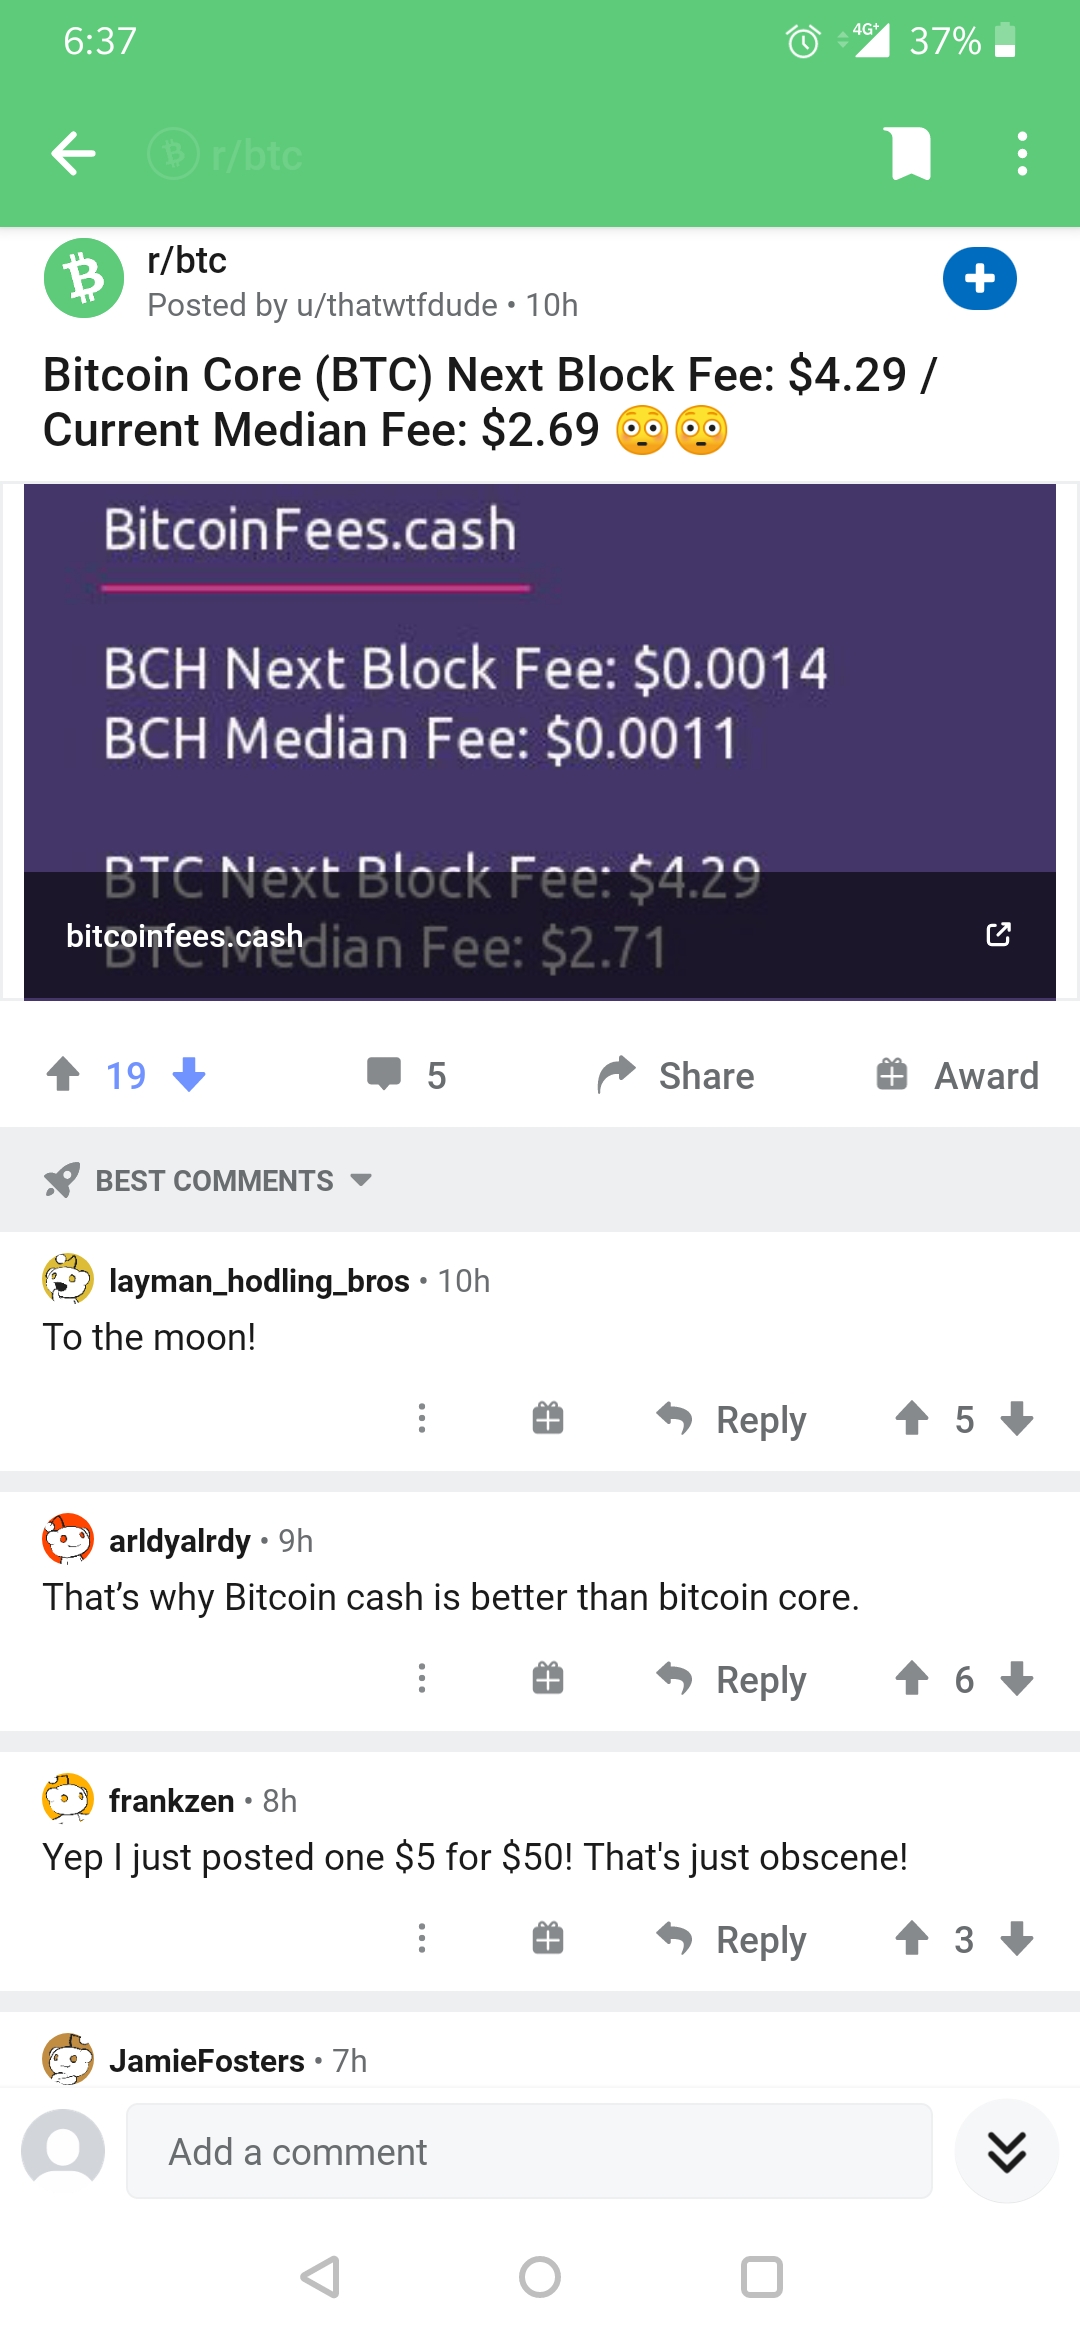 6:37
4G+ 37%
r/btc
r/btc
Posted by u/thatwtfdude • 10h
Bitcoin Core (BTC) Next Block Fee: $4.29 /
Current Median Fee: $2.69 😳😳
BitcoinFees.cash
BCH Next Block Fee: $0.0014
BCH Median Fee: $0.0011
BTC Next Block Fee: $4.29
BTC Median Fee: $2.71
bitcoinfees.cash
19 5 Share Award
BEST COMMENTS
layman_hodling_bros • 10h
To the moon!
Reply 5
arldyalrdy • 9h
That’s why Bitcoin cash is better than bitcoin core.
Reply 6
frankzen • 8h
Yep I just posted one $5 for $50! That's just obscene!
Reply 3
JamieFosters • 7h
Add a comment